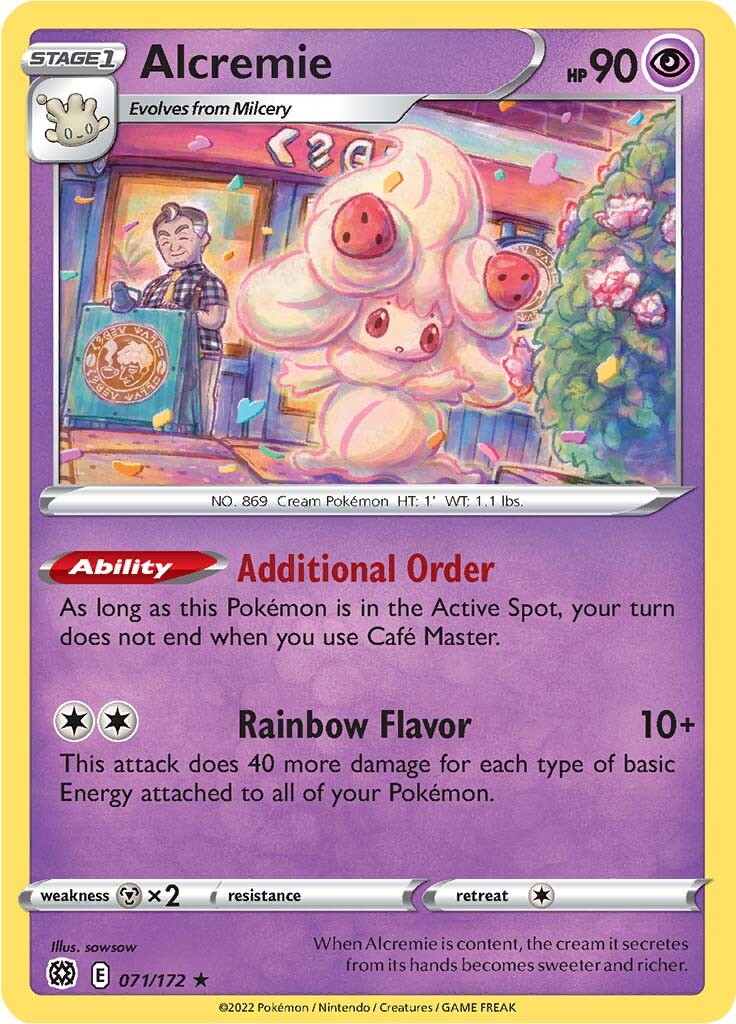 STAGE1
Alcremie
HP90
Evolves from Milcery
NO. 869 Cream Pokémon HT: 1' WT: 1.1 lbs.
Ability
Additional Order
As long as this Pokémon is in the Active Spot, your turn
does not end when you use Café Master.
Rainbow Flavor 10+
This attack does 40 more damage for each type of basic
Energy attached to all of your Pokémon.
weakness ×2 resistance retreat
Illus. sowsow
When Alcremie is content, the cream it secretes
from its hands becomes sweeter and richer.
E 071/172 ★
©2022 Pokémon / Nintendo / Creatures / GAME FREAK